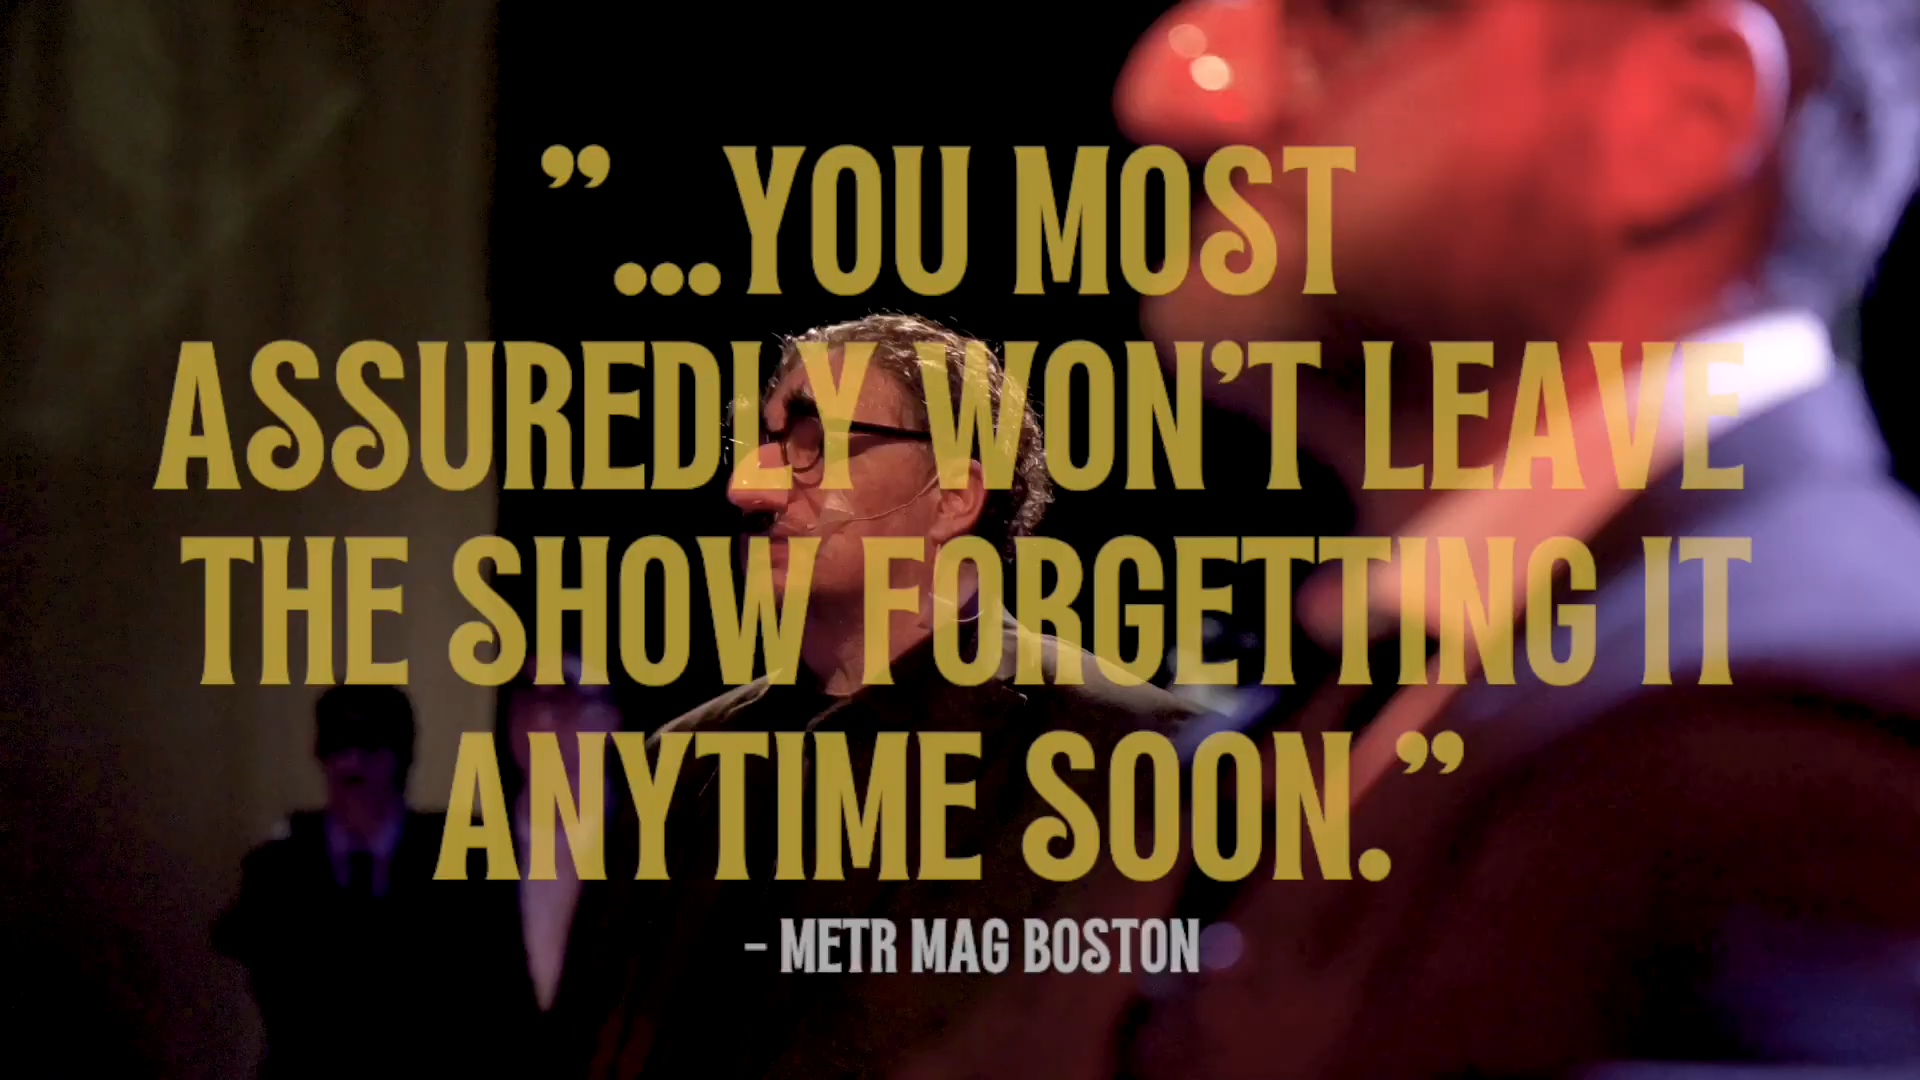 ”...YOU MOST
ASSUREDLY WON’T LEAVE
THE SHOW FORGETTING IT
ANYTIME SOON.”
– METR MAG BOSTON